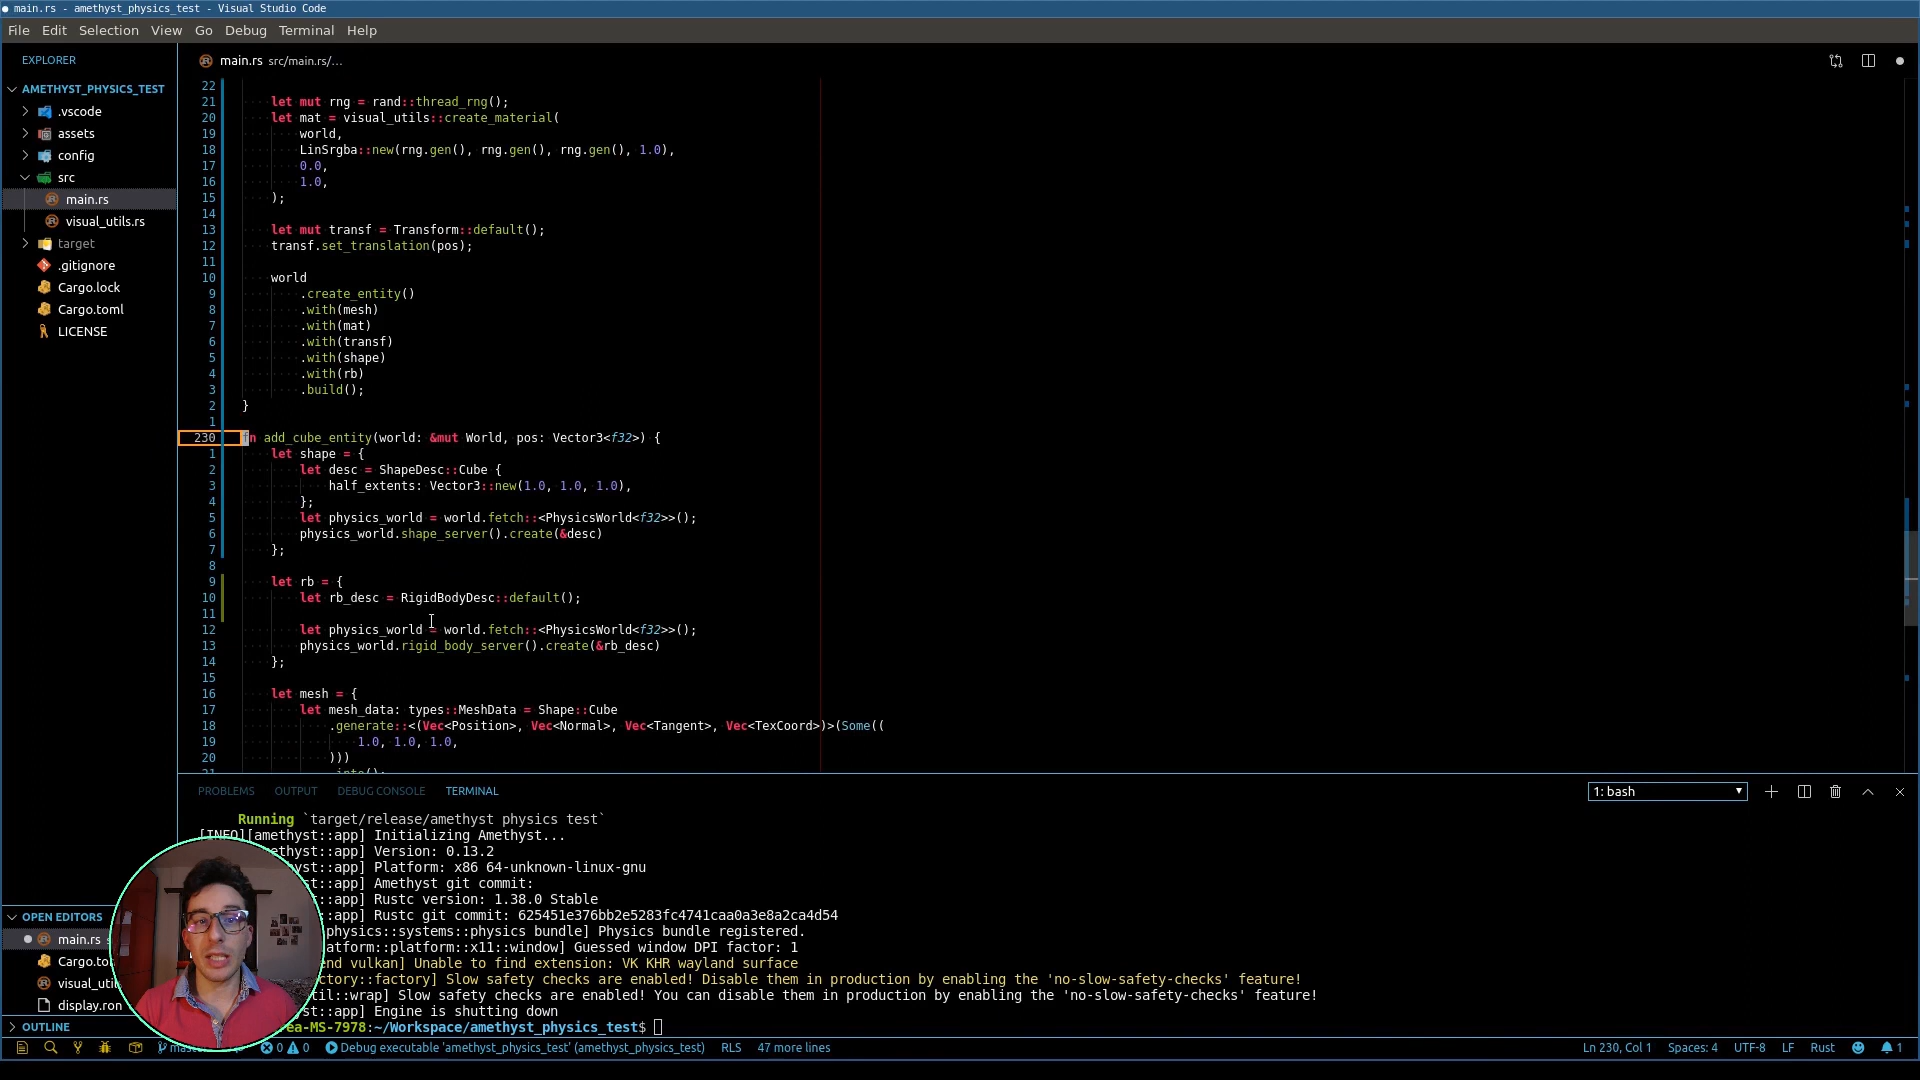 ● main.rs - amethyst_physics_test - Visual Studio Code
File Edit Selection View Go Debug Terminal Help
EXPLORER
AMETHYST_PHYSICS_TEST
.vscode
assets
config
src
main.rs
visual_utils.rs
target
.gitignore
Cargo.lock
Cargo.toml
LICENSE
main.rs src/main.rs/...
22
21 let mut rng = rand::thread_rng();
20 let mat = visual_utils::create_material(
19 world,
18 LinSrgba::new(rng.gen(), rng.gen(), rng.gen(), 1.0),
17 0.0,
16 1.0,
15 );
14
13 let mut transf = Transform::default();
12 transf.set_translation(pos);
11
10 world
9 .create_entity()
8 .with(mesh)
7 .with(mat)
6 .with(transf)
5 .with(shape)
4 .with(rb)
3 .build();
2 }
1
230 fn add_cube_entity(world: &mut World, pos: Vector3<f32>) {
1 let shape = {
2 let desc = ShapeDesc::Cube {
3 half_extents: Vector3::new(1.0, 1.0, 1.0),
4 };
5 let physics_world = world.fetch::<PhysicsWorld<f32>>();
6 physics_world.shape_server().create(&desc)
7 };
8
9 let rb = {
10 let rb_desc = RigidBodyDesc::default();
11
12 let physics_world = world.fetch::<PhysicsWorld<f32>>();
13 physics_world.rigid_body_server().create(&rb_desc)
14 };
15
16 let mesh = {
17 let mesh_data: types::MeshData = Shape::Cube
18 .generate::<(Vec<Position>, Vec<Normal>, Vec<Tangent>, Vec<TexCoord>)>(Some((
19 1.0, 1.0, 1.0,
20 )))
21 .into();
PROBLEMS OUTPUT DEBUG CONSOLE TERMINAL
1: bash
Running `target/release/amethyst_physics_test`
[INFO][amethyst::app] Initializing Amethyst...
ethyst::app] Version: 0.13.2
st::app] Platform: x86_64-unknown-linux-gnu
st::app] Amethyst git commit:
st::app] Rustc version: 1.38.0 Stable
st::app] Rustc git commit: 625451e376bb2e5283fc4741caa0a3e8a2ca4d54
physics::systems::physics_bundle] Physics bundle registered.
atform::platform::x11::window] Guessed window DPI factor: 1
end_vulkan] Unable to find extension: VK_KHR_wayland_surface
ctory::factory] Slow safety checks are enabled! Disable them in production by enabling the 'no-slow-safety-checks' feature!
til::wrap] Slow safety checks are enabled! You can disable them in production by enabling the 'no-slow-safety-checks' feature!
st::app] Engine is shutting down
ea-MS-7978:~/Workspace/amethyst_physics_test$
OPEN EDITORS
main.rs
Cargo.to
visual_util
display.ron
OUTLINE
0 0 Debug executable 'amethyst_physics_test' (amethyst_physics_test) RLS 47 more lines Ln 230, Col 1 Spaces: 4 UTF-8 LF Rust 1